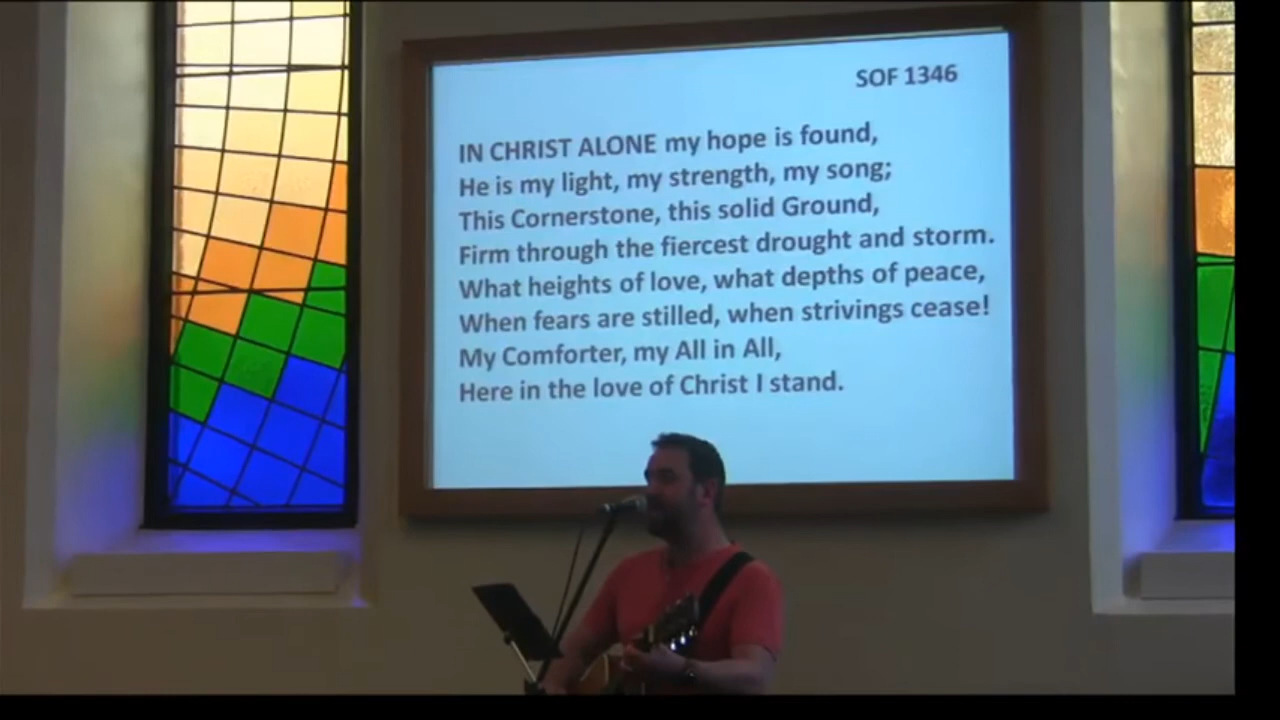 SOF 1346
IN CHRIST ALONE my hope is found,
He is my light, my strength, my song;
This Cornerstone, this solid Ground,
Firm through the fiercest drought and storm.
What heights of love, what depths of peace,
When fears are stilled, when strivings cease!
My Comforter, my All in All,
Here in the love of Christ I stand.